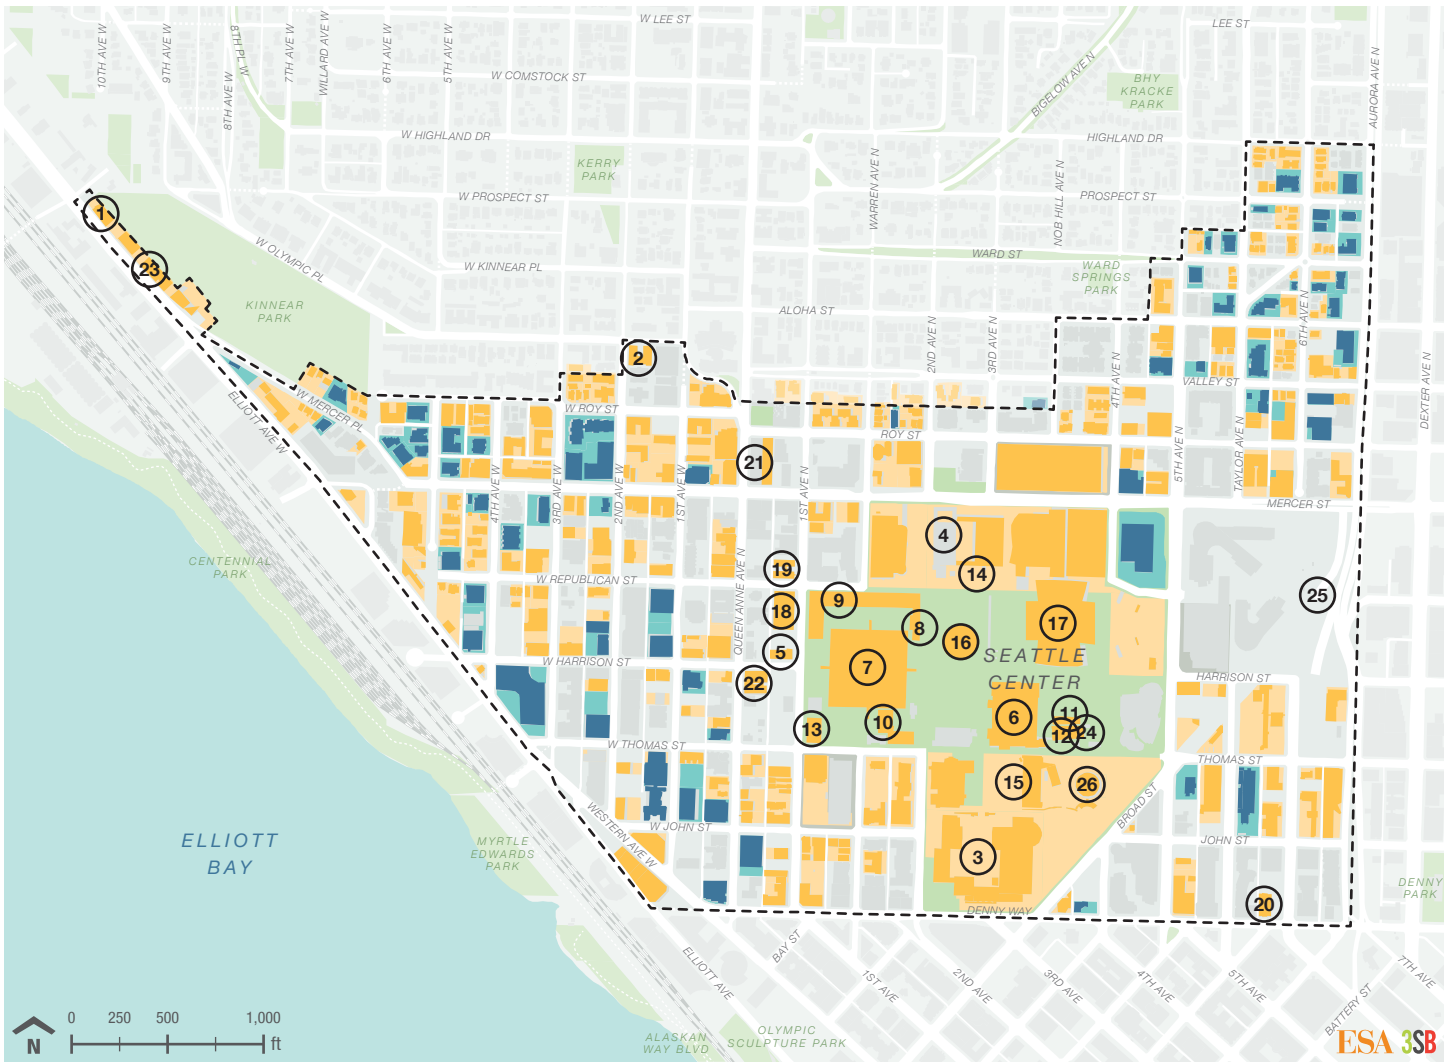 W LEE ST
LEE ST
10TH AVE W
9TH AVE W
8TH PL W
8TH AVE W
7TH AVE W
WILLARD AVE W
6TH AVE W
5TH AVE W
AURORA AVE N
W COMSTOCK ST
BIGELOW AVE N
BHY
KRACKE
PARK
W HIGHLAND DR
HIGHLAND DR
KERRY
PARK
WARREN AVE N
NOB HILL AVE N
W PROSPECT ST
PROSPECT ST
1
W OLYMPIC PL
WARD ST
23
W KINNEAR PL
WARD
SPRINGS
PARK
KINNEAR
PARK
ALOHA ST
2ND AVE N
3RD AVE N
6TH AVE N
2
4TH AVE N
VALLEY ST
DEXTER AVE N
W MERCER PL
ELLIOTT AVE W
W ROY ST
ROY ST
21
4TH AVE W
3RD AVE W
2ND AVE W
1ST AVE W
1ST AVE N
5TH AVE N
TAYLOR AVE N
MERCER ST
4
CENTENNIAL
PARK
W REPUBLICAN ST
QUEEN ANNE AVE N
19
14
9
25
18
8
16
17
5
7
SEATTLE
CENTER
W HARRISON ST
HARRISON ST
22
13
10
6
11
12
24
W THOMAS ST
THOMAS ST
15
26
WESTERN AVE W
BROAD ST
W JOHN ST
JOHN ST
ELLIOTT
BAY
MYRTLE
EDWARDS
PARK
3
20
DENNY WAY
DENNY
PARK
ELLIOTT AVE
BAY ST
1ST AVE
2ND AVE
3RD AVE
4TH AVE
5TH AVE
BATTERY ST
7TH AVE
N
0 250 500 1,000
ft
ALASKAN
WAY BLVD
OLYMPIC
SCULPTURE PARK
ESA 3SB